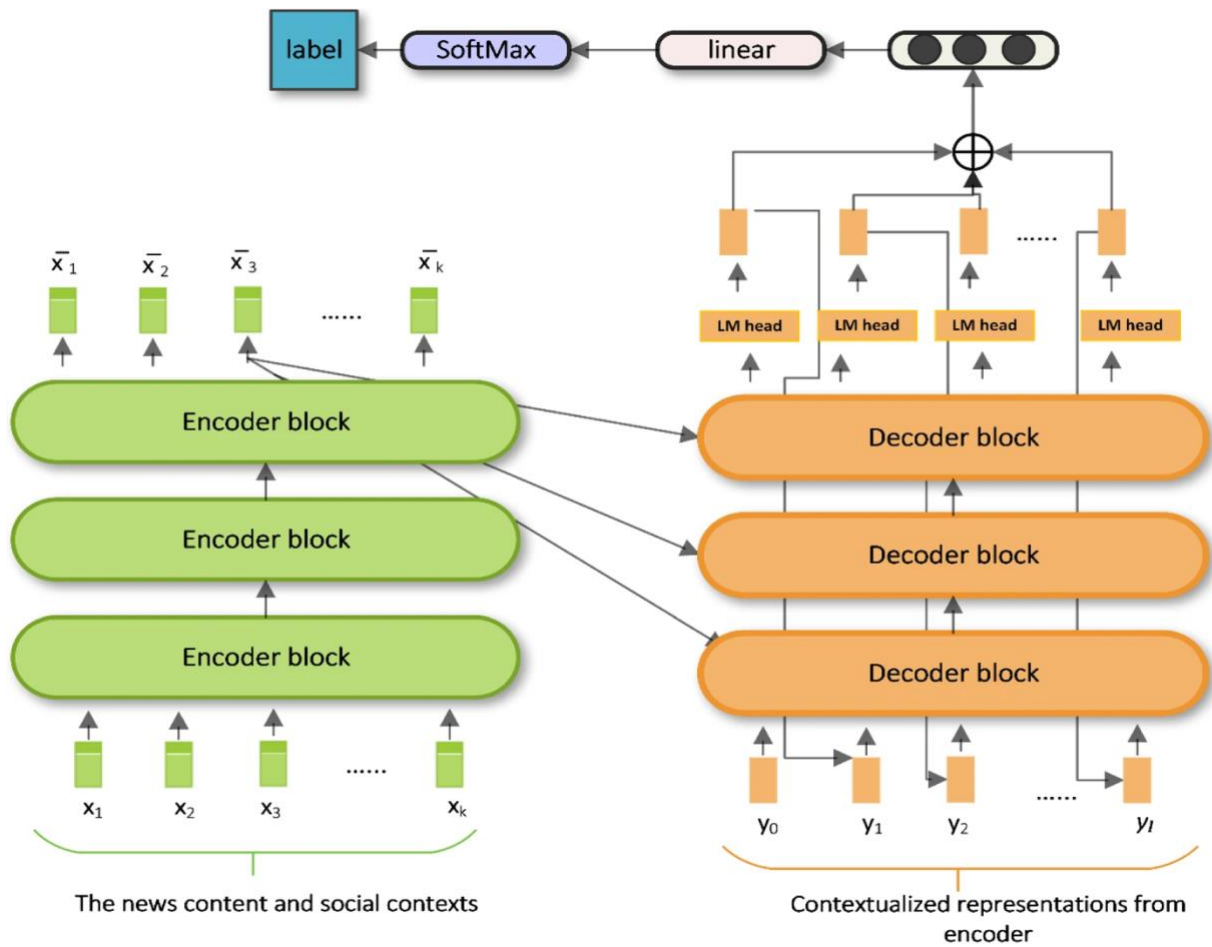 label
SoftMax
linear
x̄₁ x̄₂ x̄₃ ...... x̄ₖ
......
LM head LM head LM head LM head
Encoder block
Encoder block
Encoder block
Decoder block
Decoder block
Decoder block
x₁ x₂ x₃ ...... xₖ
y₀ y₁ y₂ ...... yₗ
The news content and social contexts
Contextualized representations from
encoder